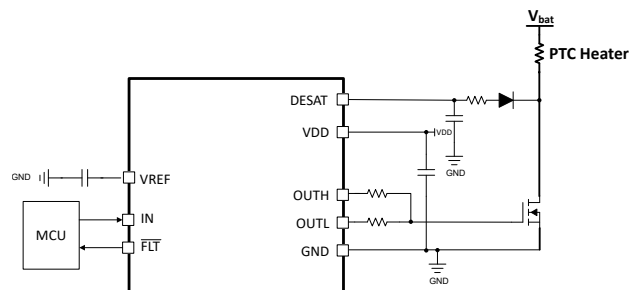 Vbat
PTC Heater
DESAT
VDD
VDD
GND
GND
VREF
OUTH
MCU
IN
OUTL
FLT
GND
GND